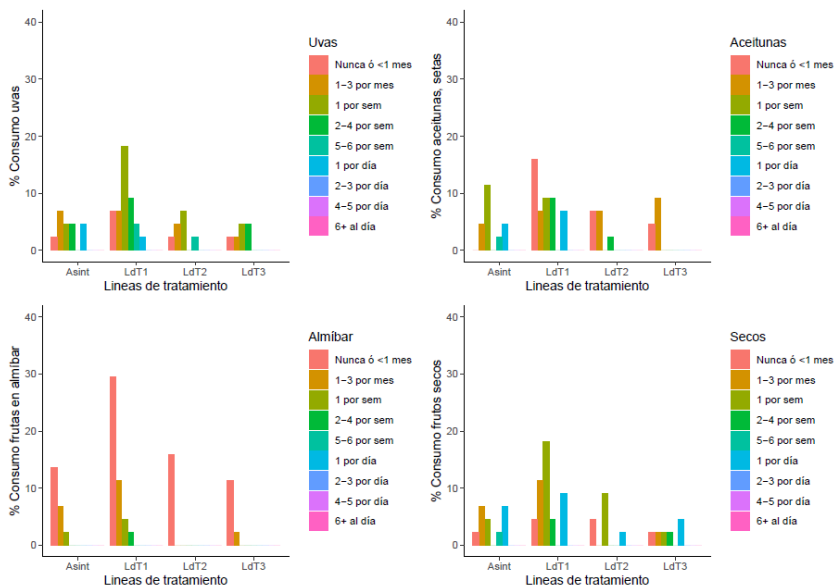 40
30
20
10
0
% Consumo uvas
Asint LdT1 LdT2 LdT3
Lineas de tratamiento
Uvas
Nunca ó <1 mes
1−3 por mes
1 por sem
2−4 por sem
5−6 por sem
1 por día
2−3 por día
4−5 por día
6+ al día
40
30
20
10
0
% Consumo aceitunas, setas
Asint LdT1 LdT2 LdT3
Lineas de tratamiento
Aceitunas
Nunca ó <1 mes
1−3 por mes
1 por sem
2−4 por sem
5−6 por sem
1 por día
2−3 por día
4−5 por día
6+ al día
40
30
20
10
0
% Consumo frutas en almíbar
Asint LdT1 LdT2 LdT3
Lineas de tratamiento
Almíbar
Nunca ó <1 mes
1−3 por mes
1 por sem
2−4 por sem
5−6 por sem
1 por día
2−3 por día
4−5 por día
6+ al día
40
30
20
10
0
% Consumo frutos secos
Asint LdT1 LdT2 LdT3
Lineas de tratamiento
Secos
Nunca ó <1 mes
1−3 por mes
1 por sem
2−4 por sem
5−6 por sem
1 por día
2−3 por día
4−5 por día
6+ al día